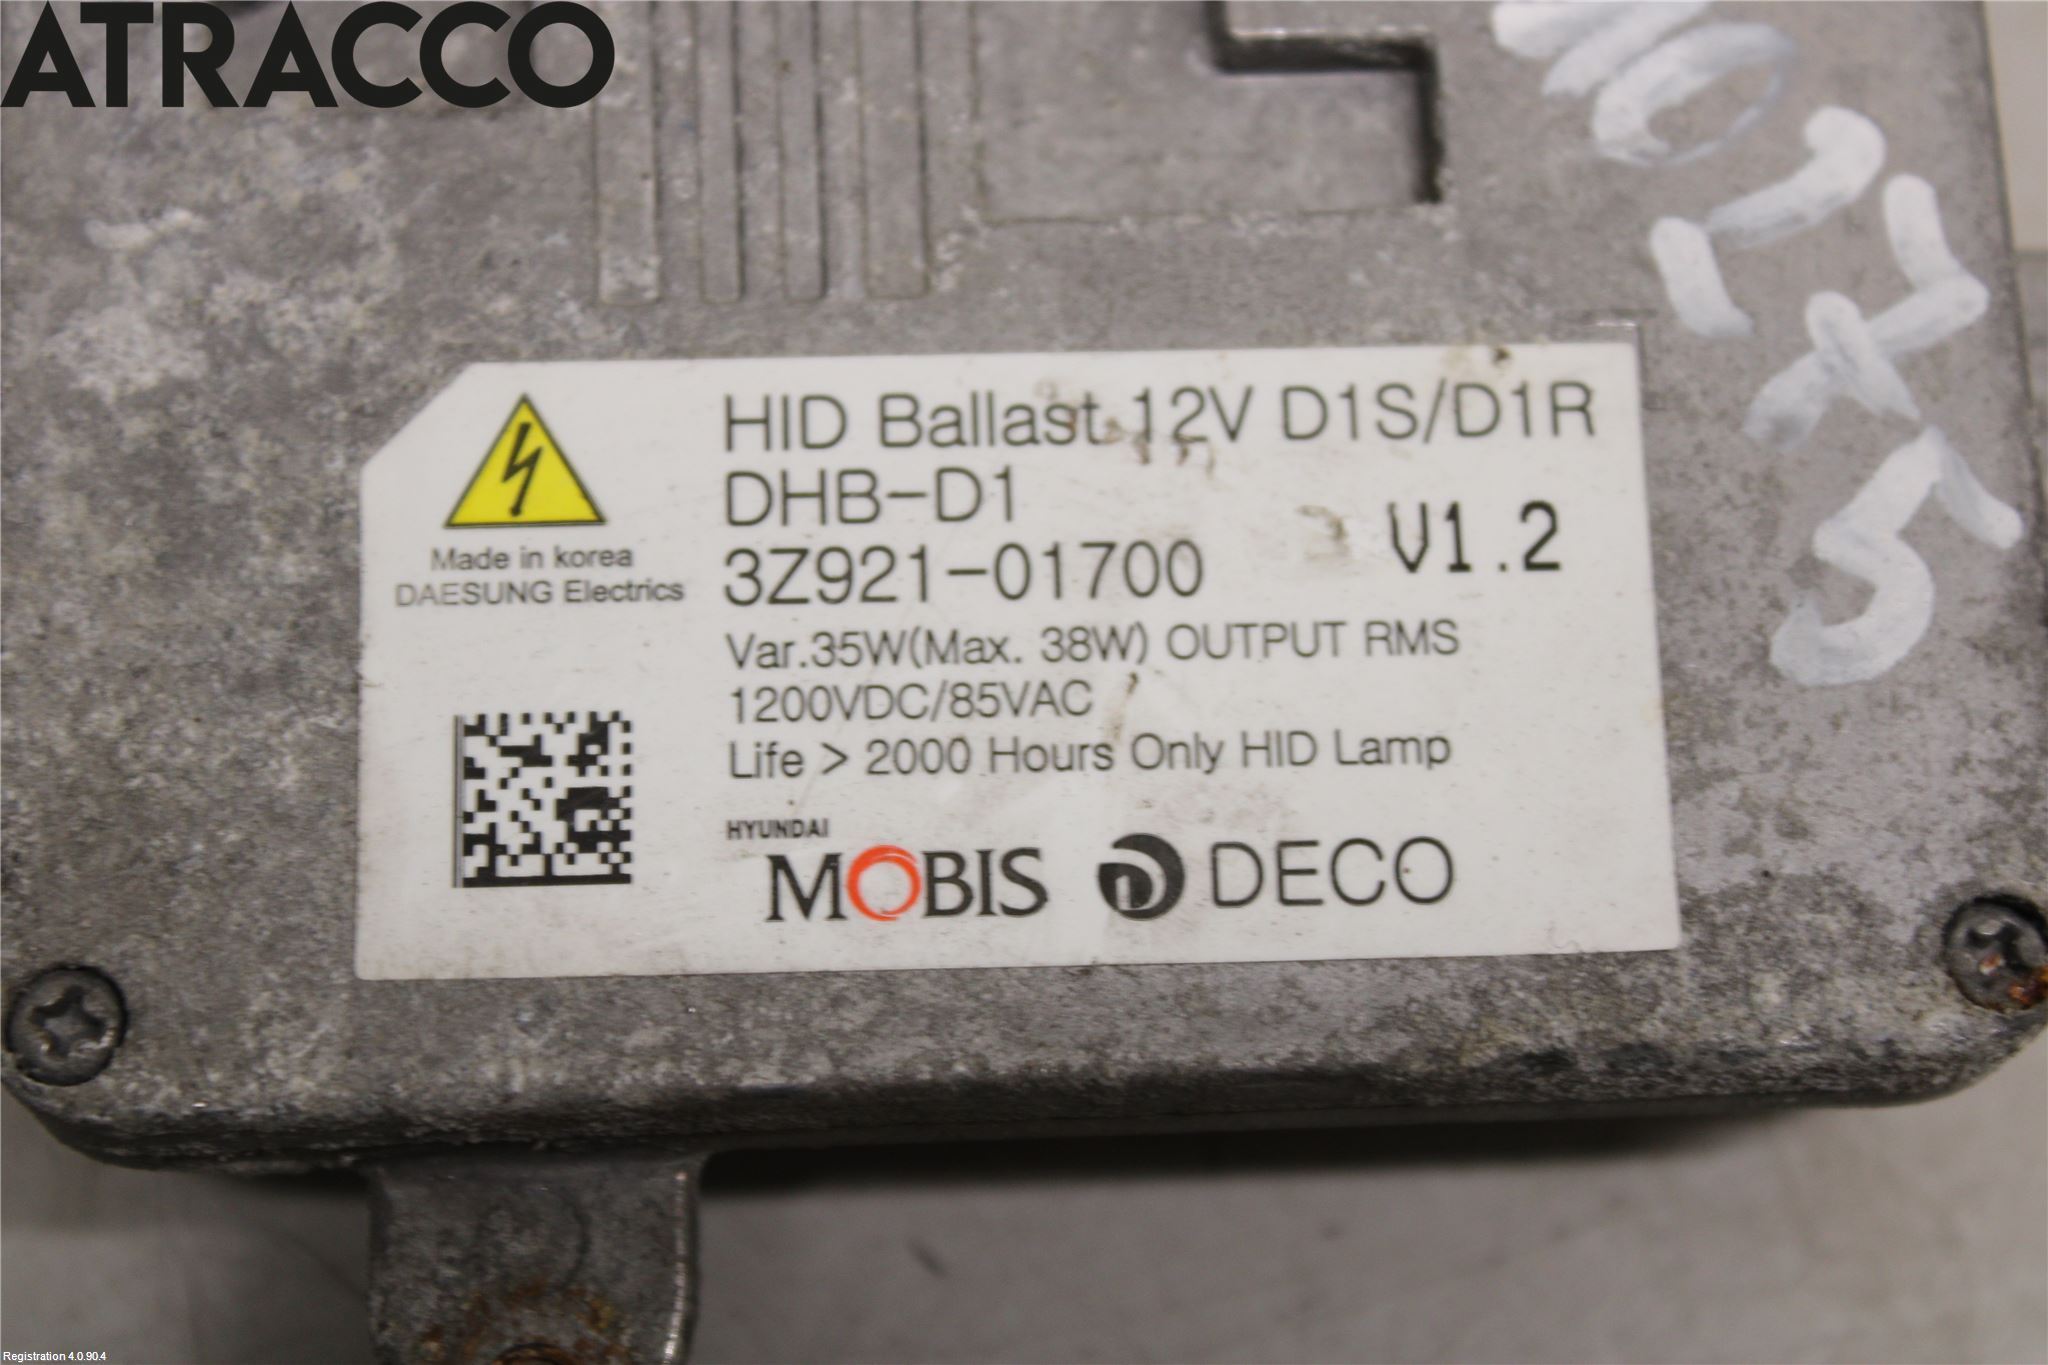 ATRACCO
HID Ballast 12V D1S/D1R
DHB-D1
V1.2
3Z921-01700
Made in korea
DAESUNG Electrics
Var.35W(Max. 38W) OUTPUT RMS
1200VDC/85VAC
Life > 2000 Hours Only HID Lamp
HYUNDAI
MOBIS
DECO
Registration 4.0.90.4